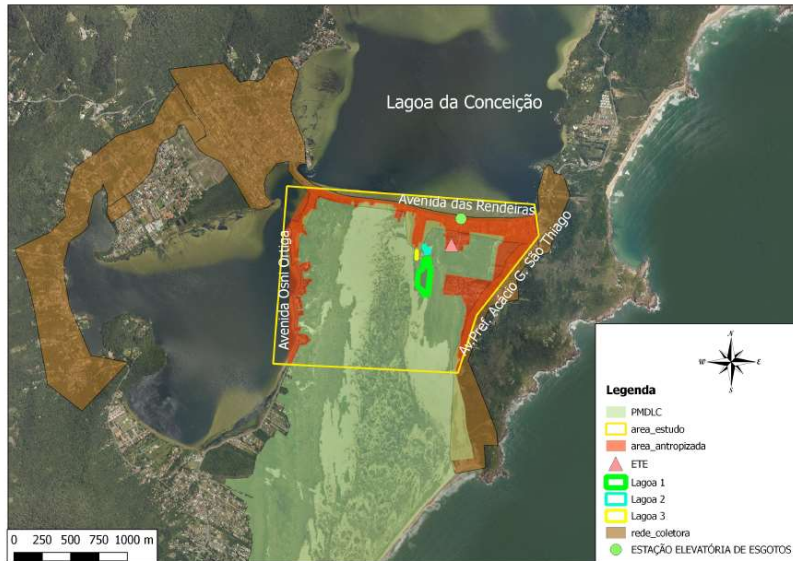 Lagoa da Conceição
Avenida das Rendeiras
Avenida Osni Ortiga
Av.Pref. Acácio G. São Thiago
N
W
E
S
Legenda
PMDLC
area_estudo
area_antropizada
ETE
Lagoa 1
Lagoa 2
Lagoa 3
rede_coletora
ESTAÇÃO ELEVATÓRIA DE ESGOTOS
0 250 500 750 1000 m